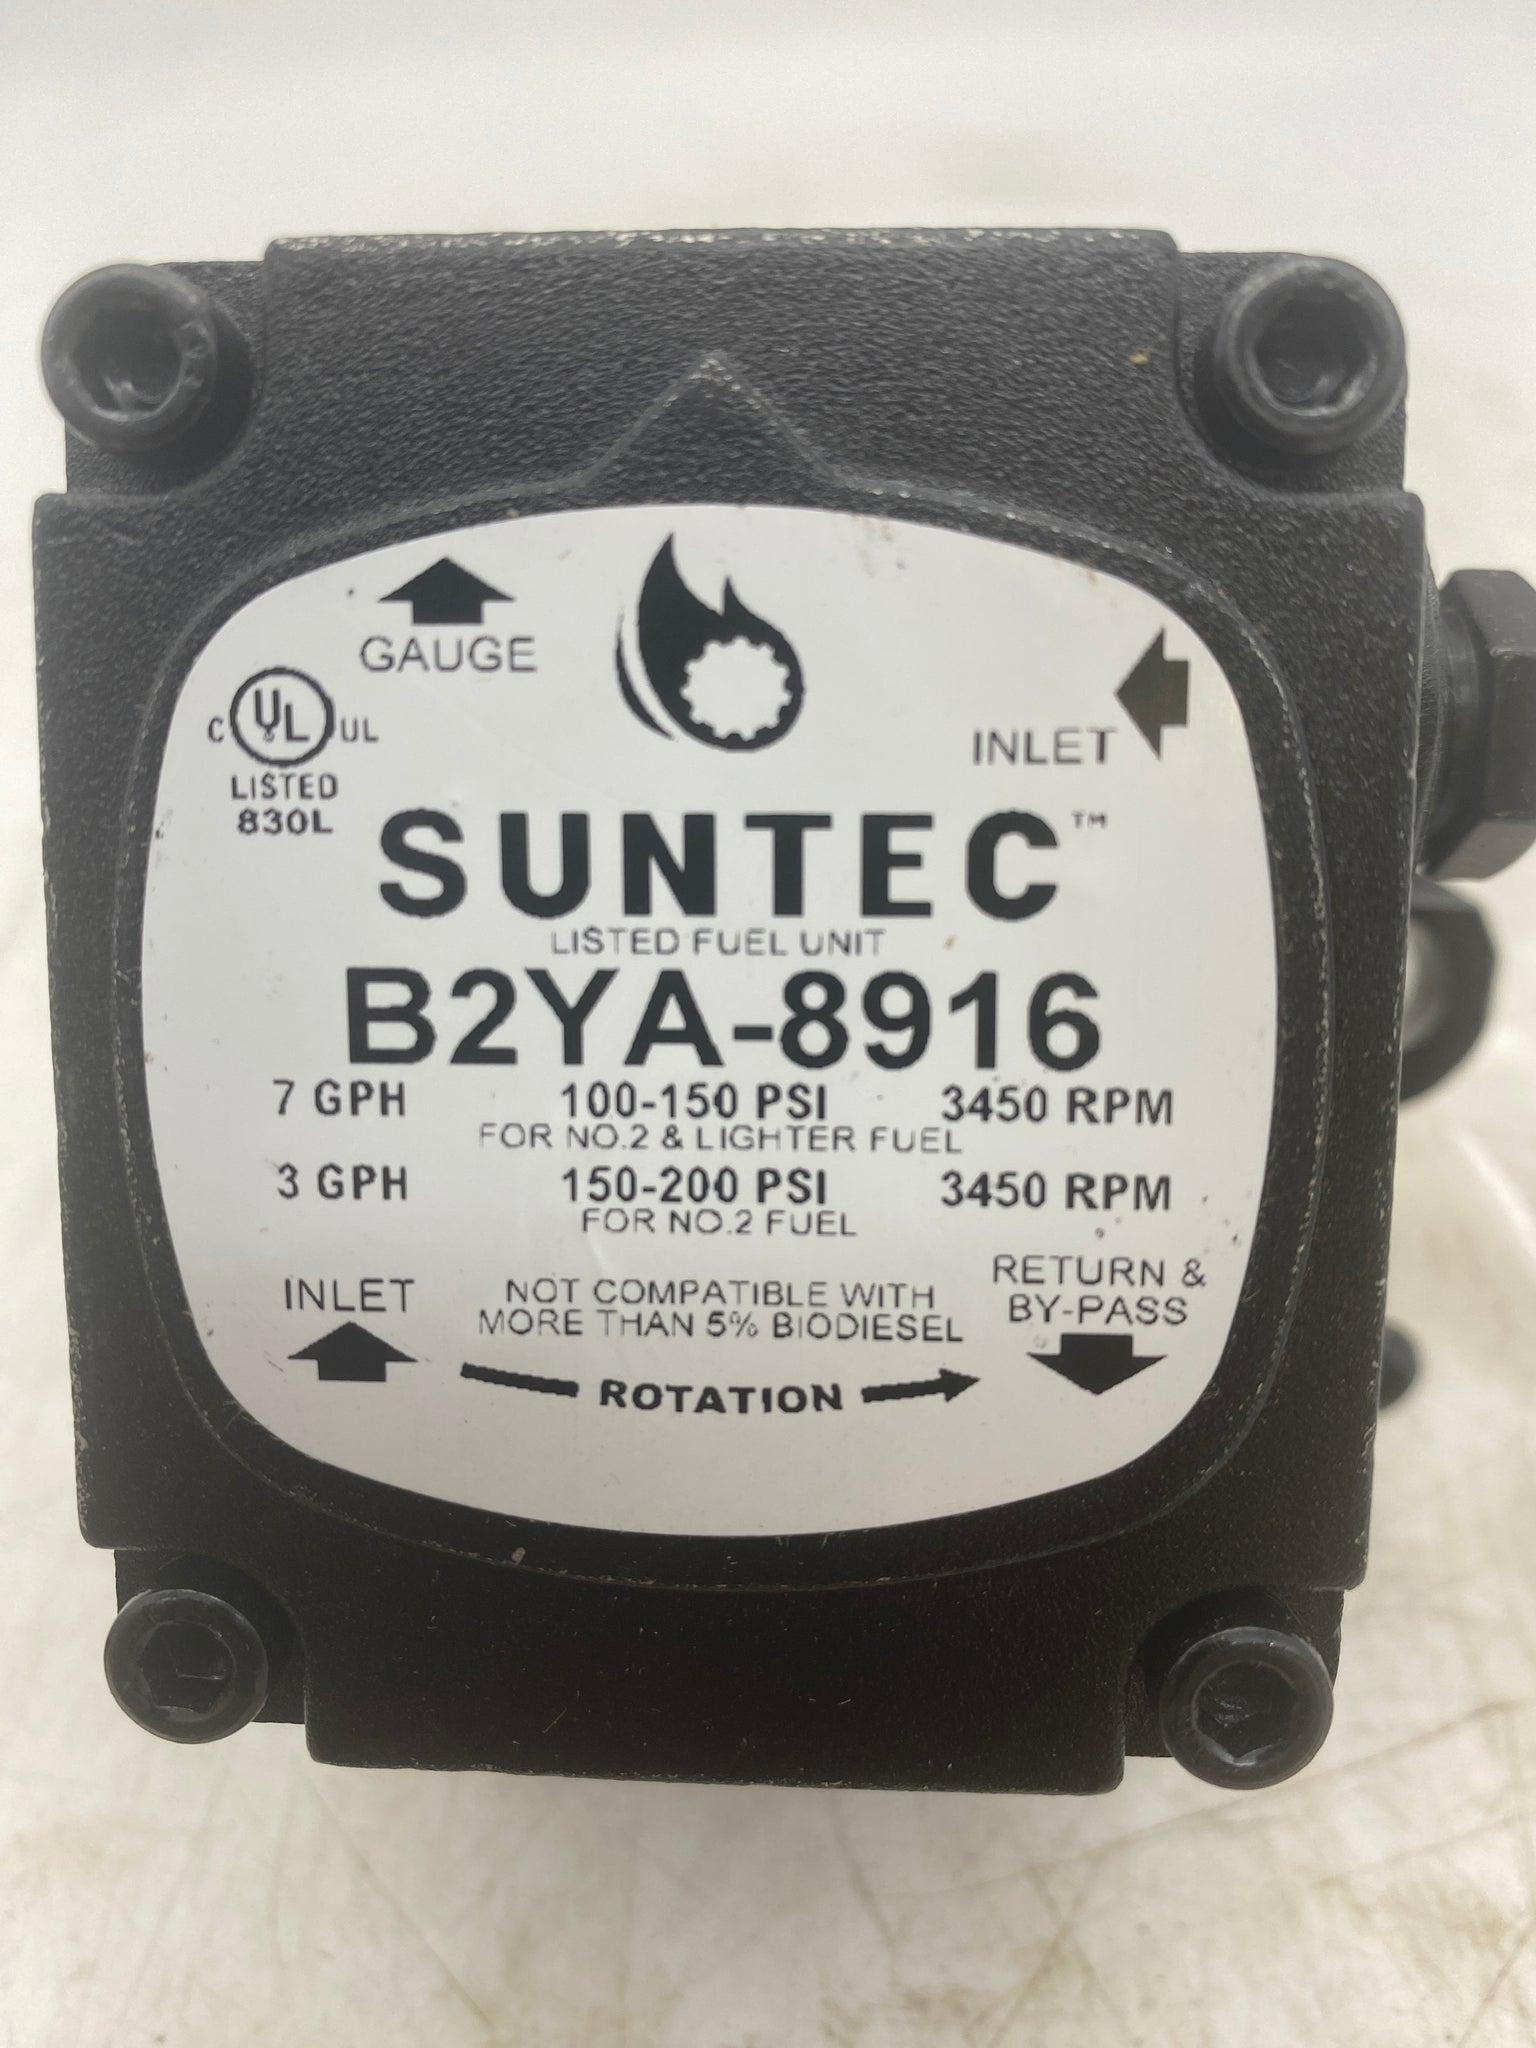 GAUGE
C UL UL
LISTED
830L
INLET
SUNTEC™
LISTED FUEL UNIT
B2YA-8916
7 GPH 100-150 PSI 3450 RPM
FOR NO.2 & LIGHTER FUEL
3 GPH 150-200 PSI 3450 RPM
FOR NO.2 FUEL
INLET
NOT COMPATIBLE WITH
MORE THAN 5% BIODIESEL
RETURN &
BY-PASS
ROTATION